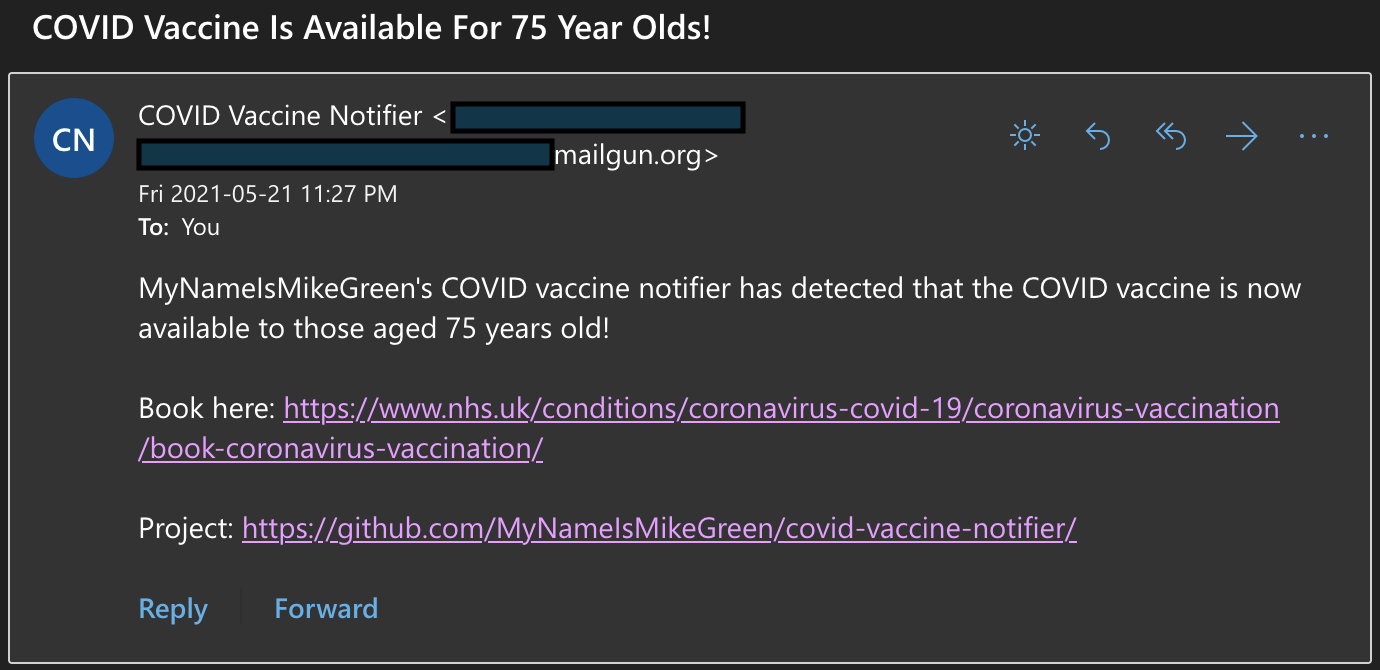 COVID Vaccine Is Available For 75 Year Olds!
CN
COVID Vaccine Notifier <
mailgun.org>
Fri 2021-05-21 11:27 PM
To: You
MyNameIsMikeGreen's COVID vaccine notifier has detected that the COVID vaccine is now
available to those aged 75 years old!
Book here: https://www.nhs.uk/conditions/coronavirus-covid-19/coronavirus-vaccination
/book-coronavirus-vaccination/
Project: https://github.com/MyNameIsMikeGreen/covid-vaccine-notifier/
Reply
Forward